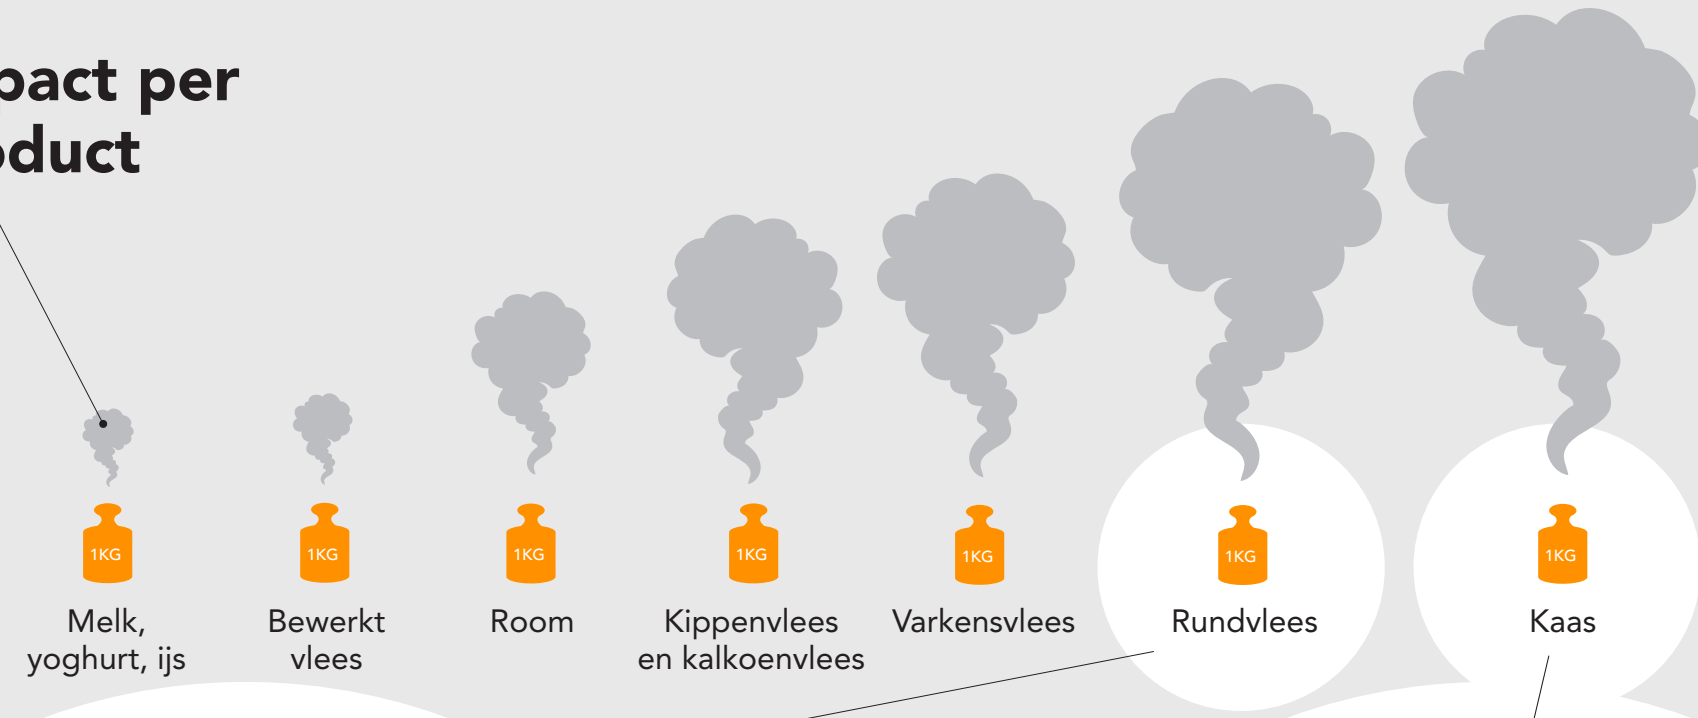 pact per
oduct
1KG
1KG
1KG
1KG
1KG
1KG
1KG
Melk,
yoghurt, ijs
Bewerkt
vlees
Room
Kippenvlees
en kalkoenvlees
Varkensvlees
Rundvlees
Kaas